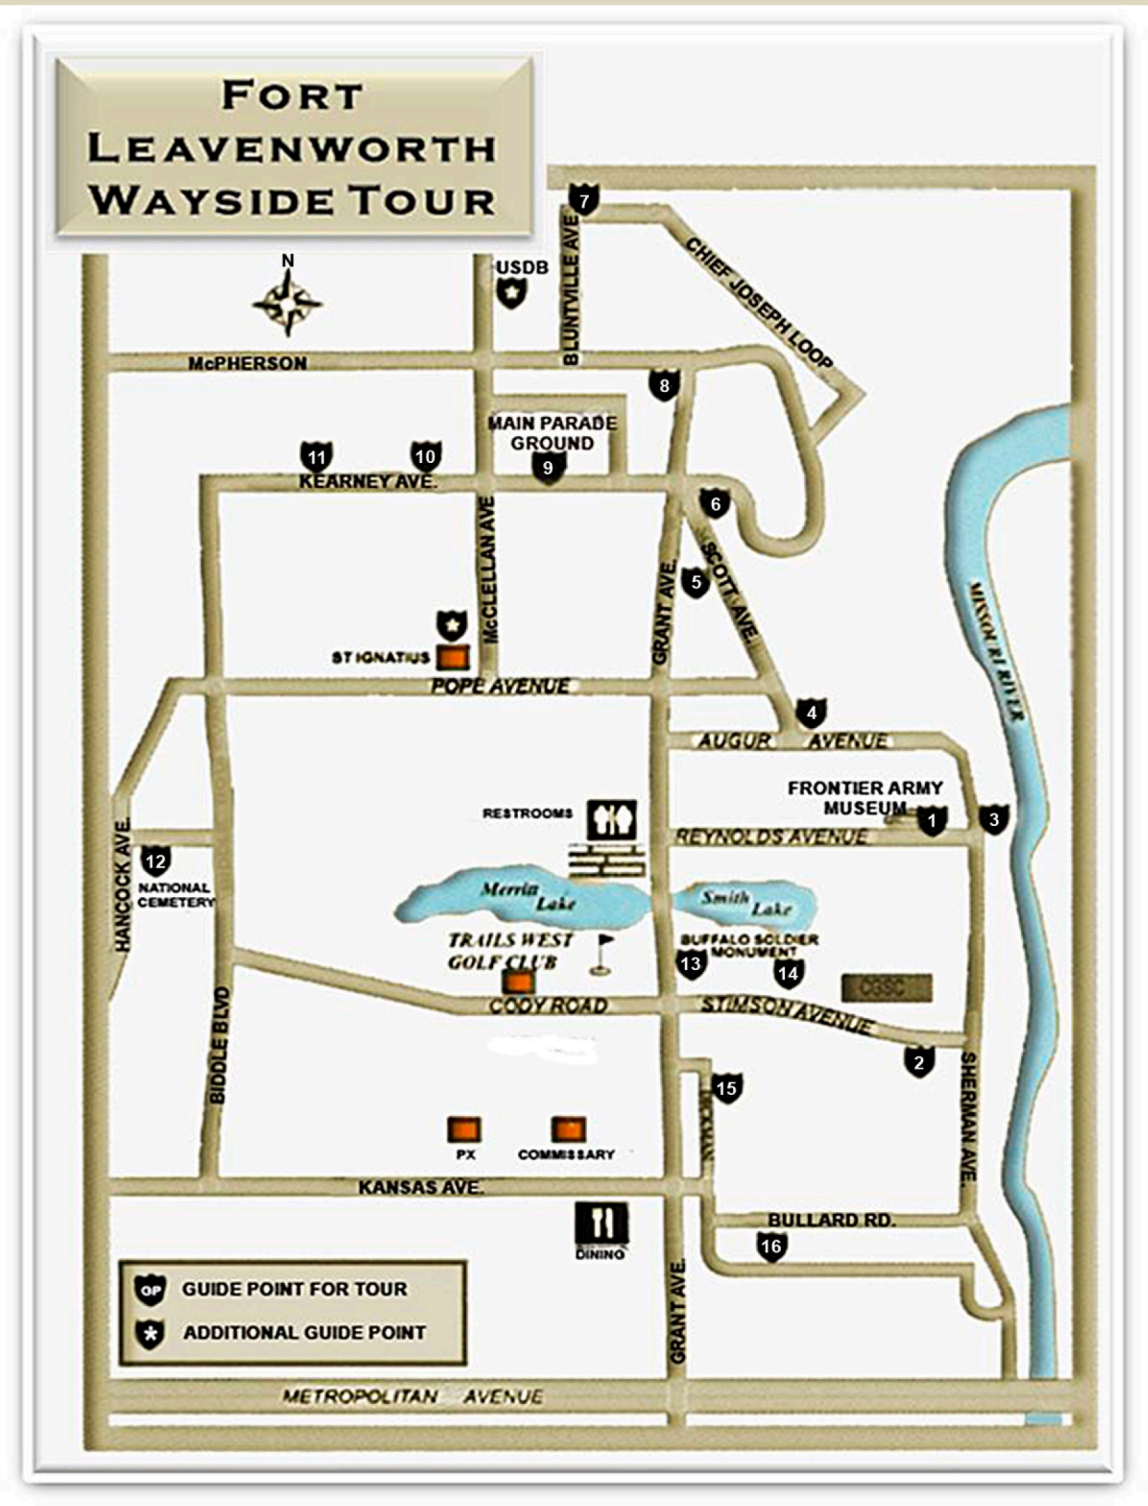 FORT
LEAVENWORTH
WAYSIDE TOUR
N
7
USDB
BLUNTVILLE AVE
CHIEF JOSEPH LOOP
McPHERSON
8
MAIN PARADE
GROUND
11
10
9
KEARNEY AVE.
6
McCLELLAN AVE
SCOTT AVE.
5
GRANT AVE.
MISSOURI RIVER
ST IGNATIUS
POPE AVENUE
4
AUGUR AVENUE
FRONTIER ARMY
MUSEUM
1
3
RESTROOMS
REYNOLDS AVENUE
HANCOCK AVE.
12
NATIONAL
CEMETERY
Merritt
Lake
Smith
Lake
TRAILS WEST
GOLF CLUB
BUFFALO SOLDIER
MONUMENT
13
14
CGSC
CODY ROAD
STIMSON AVENUE
2
BIDDLE BLVD
15
DICKMAN
SHERMAN AVE.
PX
COMMISSARY
KANSAS AVE.
BULLARD RD.
16
DINING
GRANT AVE.
OP GUIDE POINT FOR TOUR
* ADDITIONAL GUIDE POINT
METROPOLITAN AVENUE